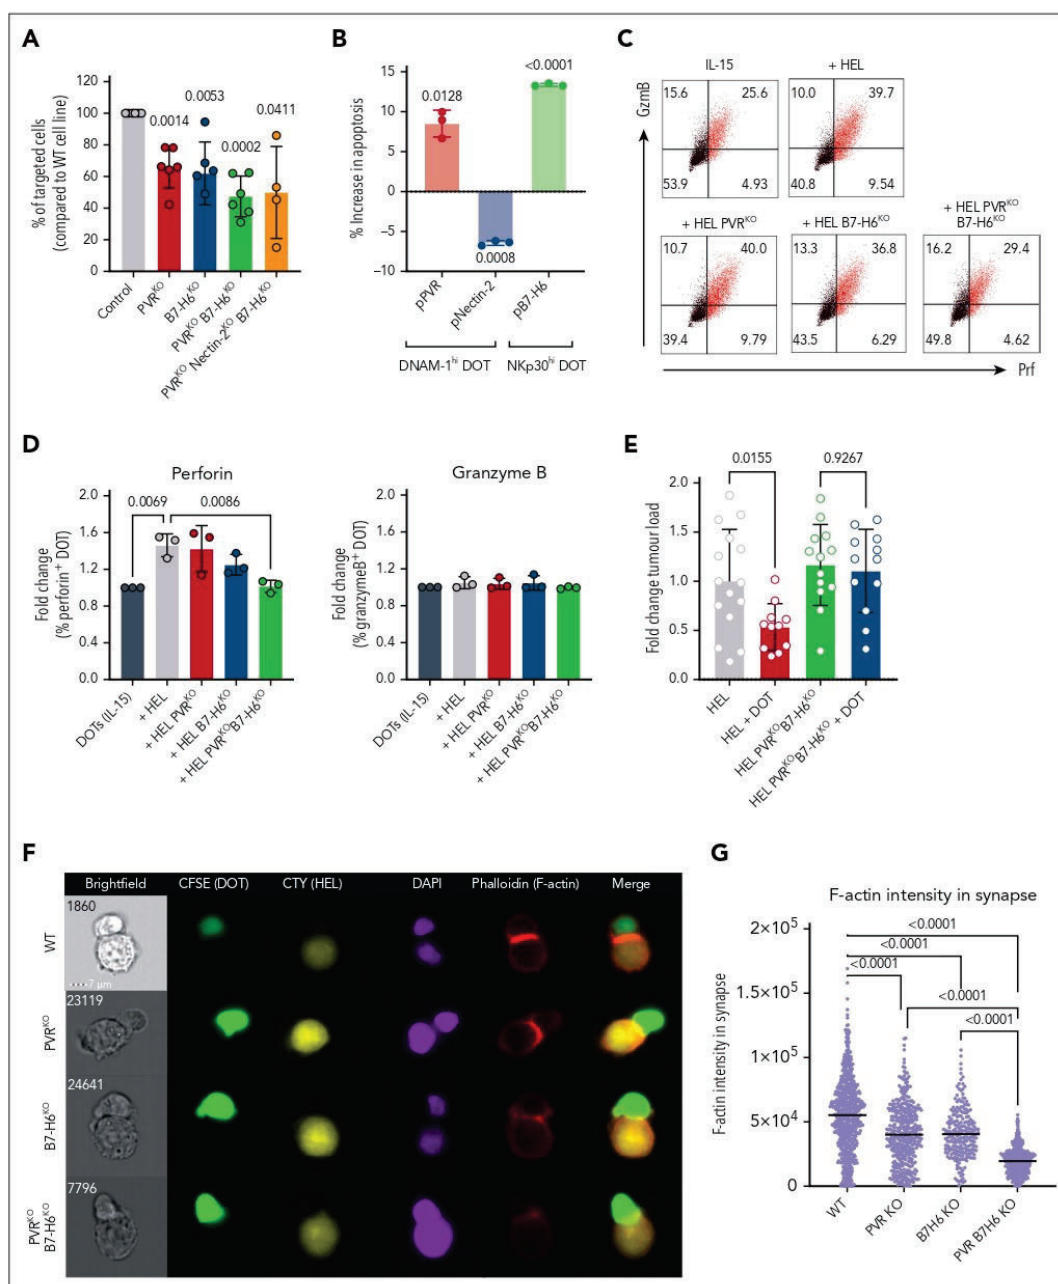 A
% of targeted cells
(compared to WT cell line)
120
100
80
60
40
20
0
0.0014
0.0053
0.0002
0.0411
Control
PVRKO
B7-H6KO
PVRKO B7-H6KO
PVRKO Nectin-2KO B7-H6KO
B
% Increase in apoptosis
15
10
5
0
−5
−10
0.0128
0.0008
<0.0001
pPVR
pNectin-2
pB7-H6
DNAM-1hi DOT
NKp30hi DOT
C
GzmB
IL-15
15.6
25.6
53.9
4.93
+ HEL
10.0
39.7
40.8
9.54
+ HEL PVRKO
10.7
40.0
39.4
9.79
+ HEL B7-H6KO
13.3
36.8
43.5
6.29
+ HEL PVRKO
B7-H6KO
16.2
29.4
49.8
4.62
Prf
D
Perforin
Fold change
(% perforin+ DOT)
2.0
1.6
1.2
0.8
0.4
0.0
0.0069
0.0086
DOTs (IL-15)
+ HEL
+ HEL PVRKO
+ HEL B7-H6KO
+ HEL PVRKOB7-H6KO
Granzyme B
Fold change
(% granzymeB+ DOT)
2.0
1.6
1.2
0.8
0.4
0.0
DOTs (IL-15)
+ HEL
+ HEL PVRKO
+ HEL B7-H6KO
+ HEL PVRKOB7-H6KO
E
Fold change tumour load
2.0
1.5
1.0
0.5
0.0
0.0155
0.9267
HEL
HEL + DOT
HEL PVRKOB7-H6KO
HEL PVRKOB7-H6KO + DOT
F
Brightfield
CFSE (DOT)
CTY (HEL)
DAPI
Phalloidin (F-actin)
Merge
WT
1860
7 µm
PVRKO
23119
B7-H6KO
24641
PVRKO
B7-H6KO
7796
G
F-actin intensity in synapse
F-actin intensity in synapse
2×10⁵
1.5×10⁵
1×10⁵
5×10⁴
0
<0.0001
<0.0001
<0.0001
<0.0001
<0.0001
WT
PVR KO
B7H6 KO
PVR B7H6 KO